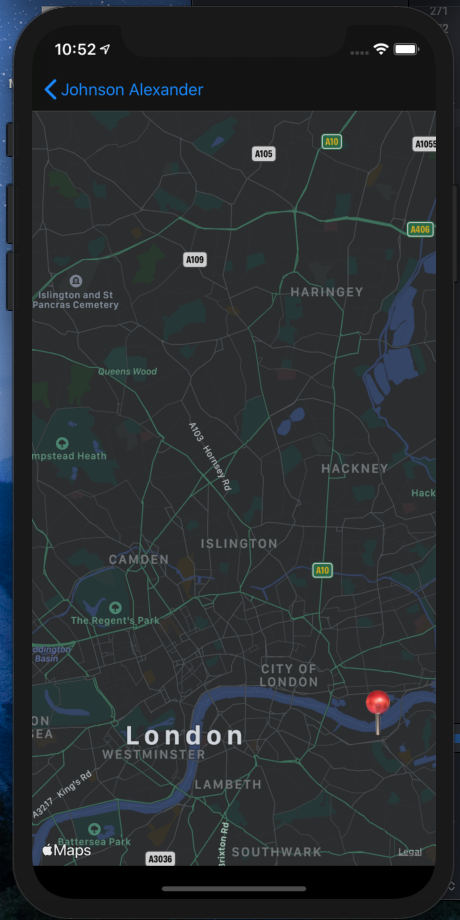 271
10:52
Johnson Alexander
A105
A10
A1055
A406
A109
Islington and St
Pancras Cemetery
HARINGEY
Queens Wood
A103 Hornsey Rd
mpstead Heath
HACKNEY
Hack
ISLINGTON
CAMDEN
A10
The Regent's Park
ddington
Basin
CITY OF
LONDON
ON
SEA
London
WESTMINSTER
LAMBETH
A3217 King's Rd
Battersea Park
Maps
A3036
Brixton Rd
SOUTHWARK
Legal